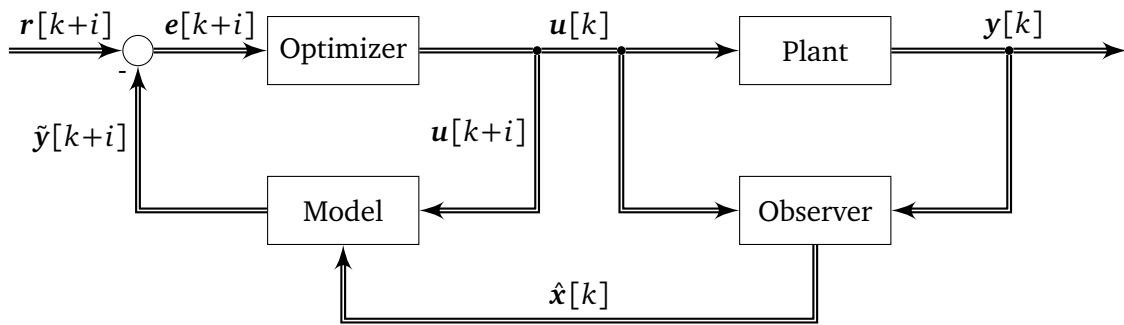 r[k+i]
e[k+i]
Optimizer
u[k]
Plant
y[k]
-
ỹ[k+i]
u[k+i]
Model
Observer
x̂[k]